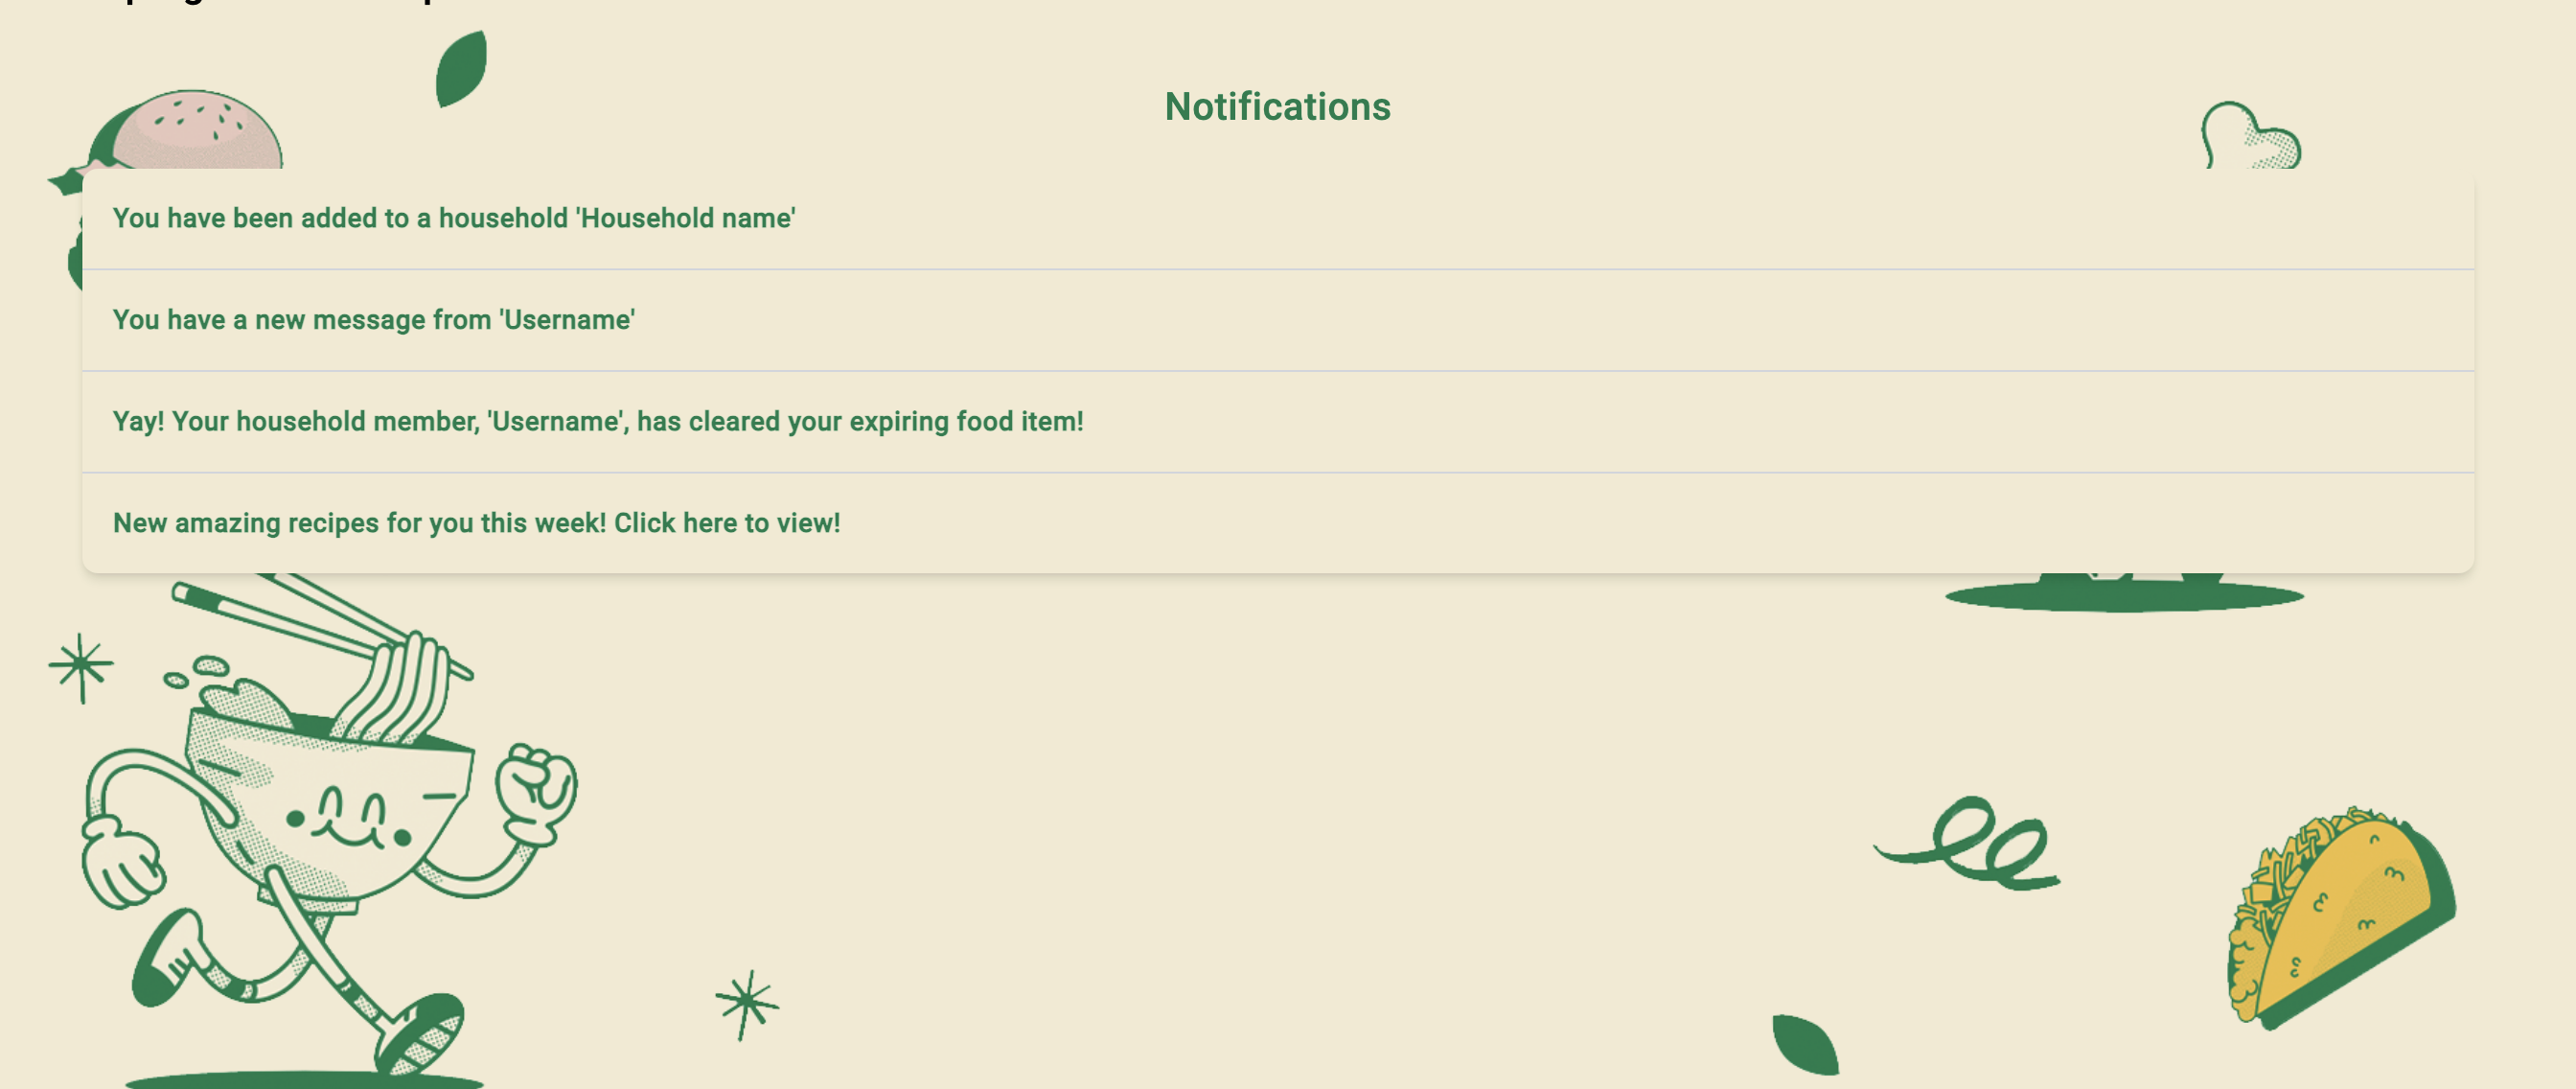 Notifications
You have been added to a household 'Household name'
You have a new message from 'Username'
Yay! Your household member, 'Username', has cleared your expiring food item!
New amazing recipes for you this week! Click here to view!